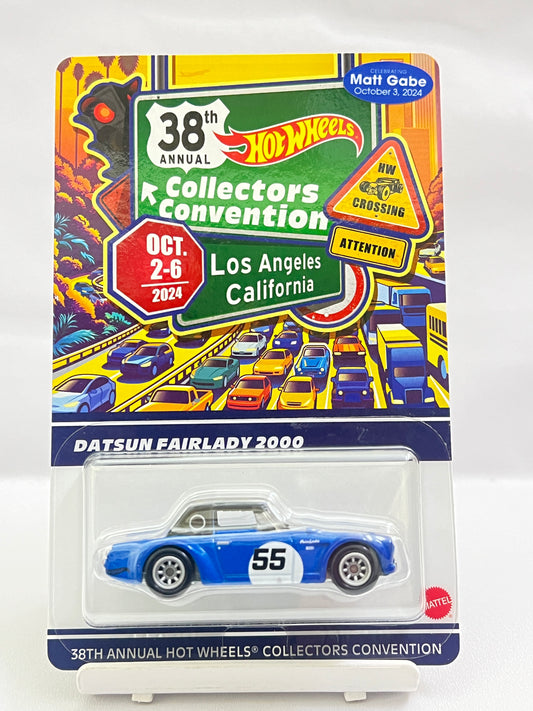 CELEBRATING
Matt Gabe
October 3, 2024
38th
ANNUAL
HOT WHEELS
Collectors
Convention
HW
CROSSING
ATTENTION
OCT.
2-6
2024
Los Angeles
California
DATSUN FAIRLADY 2000
55
MATTEL
38TH ANNUAL HOT WHEELS® COLLECTORS CONVENTION